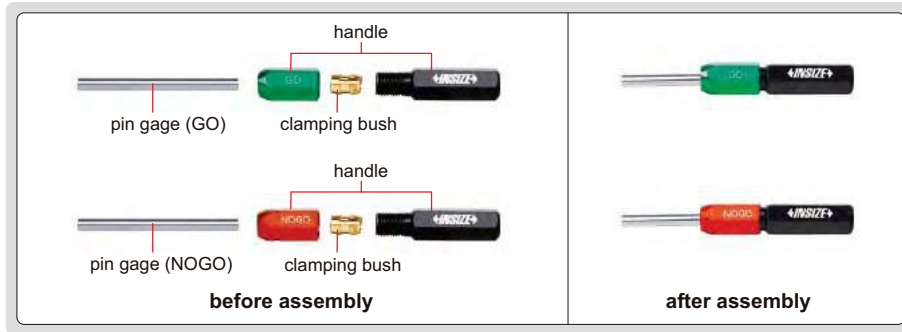 handle
GO
INSIZE
pin gage (GO)
clamping bush
handle
NOGO
INSIZE
pin gage (NOGO)
clamping bush
before assembly
GO
INSIZE
NOGO
INSIZE
after assembly